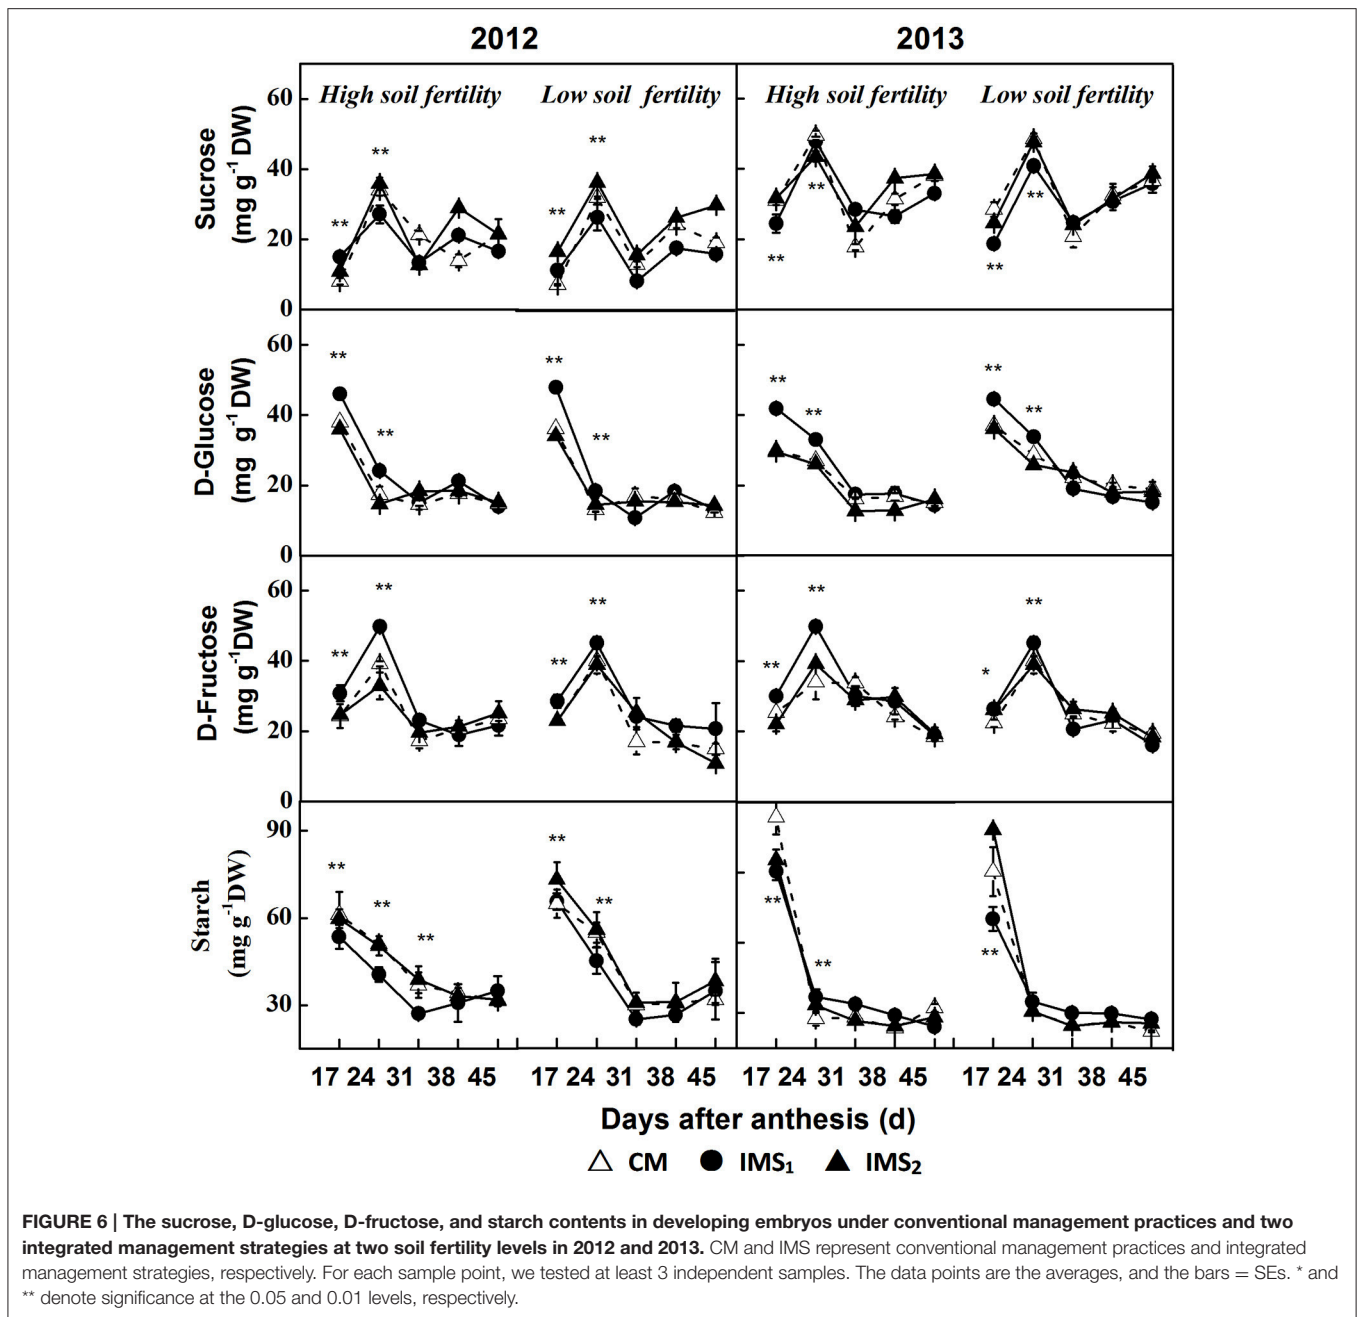 2012 2013
High soil fertility Low soil fertility High soil fertility Low soil fertility
Sucrose
(mg g-1 DW)
60
40
20
0
** ** ** ** ** ** ** **
D-Glucose
(mg g-1 DW)
60
40
20
0
** ** ** ** ** ** ** **
D-Fructose
(mg g-1DW)
60
40
20
0
** ** ** ** ** ** * **
Starch
(mg g-1DW)
90
60
30
** ** ** ** ** ** ** **
17 24 31 38 45 17 24 31 38 45 17 24 31 38 45 17 24 31 38 45
Days after anthesis (d)
CM IMS1 IMS2
FIGURE 6 | The sucrose, D-glucose, D-fructose, and starch contents in developing embryos under conventional management practices and two
integrated management strategies at two soil fertility levels in 2012 and 2013. CM and IMS represent conventional management practices and integrated
management strategies, respectively. For each sample point, we tested at least 3 independent samples. The data points are the averages, and the bars = SEs. * and
** denote significance at the 0.05 and 0.01 levels, respectively.